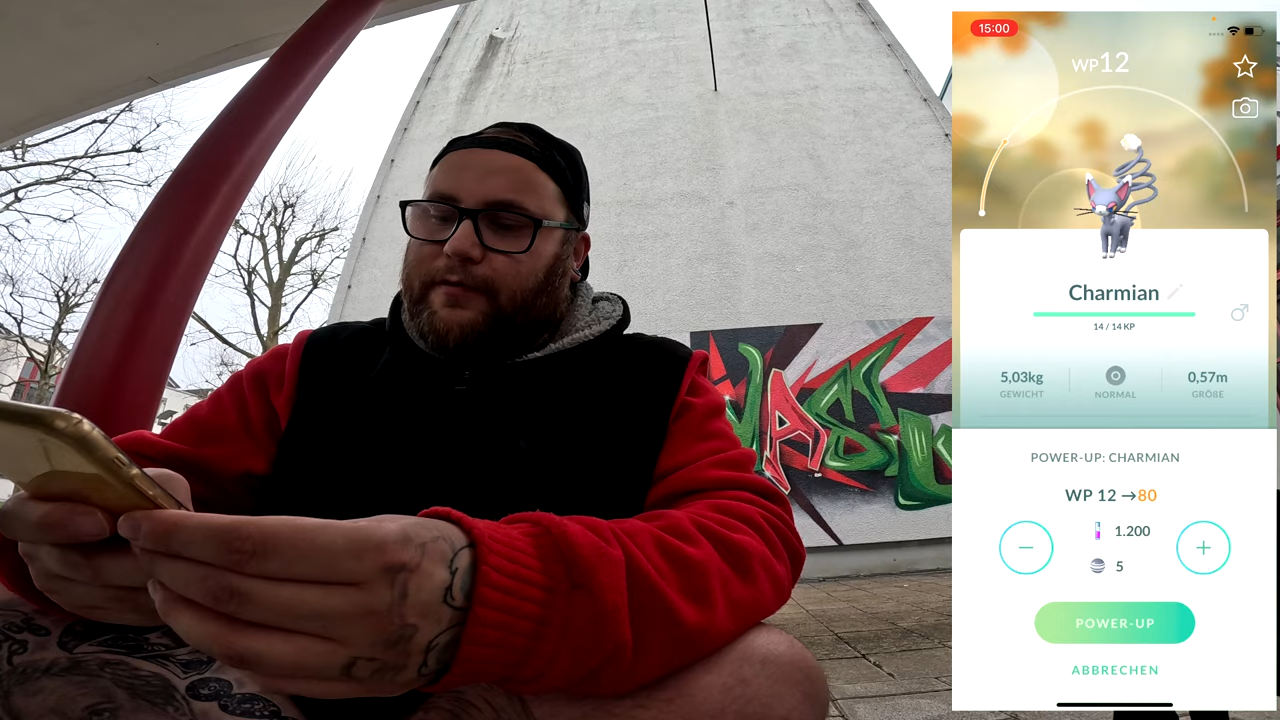 15:00
WP12
Charmian
14 / 14 KP
5,03kg
GEWICHT
NORMAL
0,57m
GRÖßE
POWER-UP: CHARMIAN
WP 12 →80
1.200
5
POWER-UP
ABBRECHEN